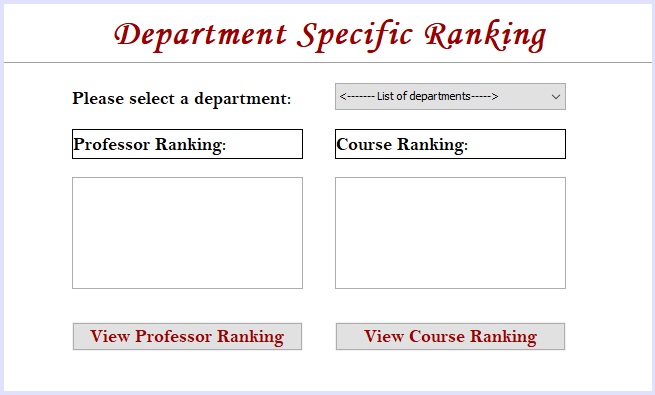 Department Specific Ranking
Please select a department:
<------- List of departments----->
Professor Ranking:
Course Ranking:
View Professor Ranking
View Course Ranking